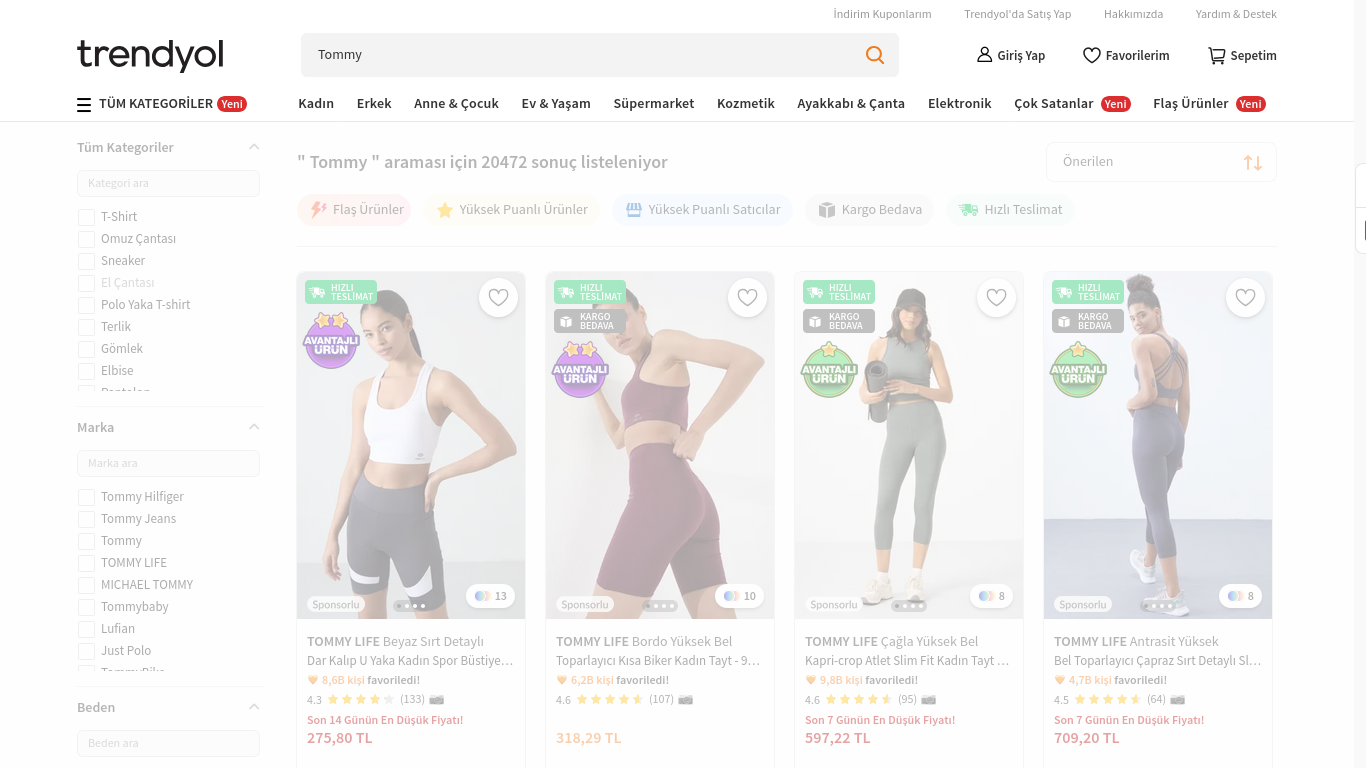 İndirim Kuponlarım Trendyol'da Satış Yap Hakkımızda Yardım & Destek
trendyol
Tommy
Giriş Yap Favorilerim Sepetim
TÜM KATEGORİLER Yeni
Kadın Erkek Anne & Çocuk Ev & Yaşam Süpermarket Kozmetik Ayakkabı & Çanta Elektronik Çok Satanlar Yeni Flaş Ürünler Yeni
Tüm Kategoriler
Kategori ara
T-Shirt
Omuz Çantası
Sneaker
El Çantası
Polo Yaka T-shirt
Terlik
Gömlek
Elbise
Marka
Marka ara
Tommy Hilfiger
Tommy Jeans
Tommy
TOMMY LIFE
MICHAEL TOMMY
Tommybaby
Lufian
Just Polo
Beden
Beden ara
" Tommy " araması için 20472 sonuç listeleniyor
Önerilen
Flaş Ürünler Yüksek Puanlı Ürünler Yüksek Puanlı Satıcılar Kargo Bedava Hızlı Teslimat
HIZLI
TESLİMAT
AVANTAJLI
ÜRÜN
13
Sponsorlu
TOMMY LIFE Beyaz Sırt Detaylı
Dar Kalıp U Yaka Kadın Spor Büstiye...
8,6B kişi favoriledi!
4.3 (133)
Son 14 Günün En Düşük Fiyatı!
275,80 TL
HIZLI
TESLİMAT
KARGO
BEDAVA
AVANTAJLI
ÜRÜN
10
Sponsorlu
TOMMY LIFE Bordo Yüksek Bel
Toparlayıcı Kısa Biker Kadın Tayt - 9...
6,2B kişi favoriledi!
4.6 (107)
318,29 TL
HIZLI
TESLİMAT
KARGO
BEDAVA
AVANTAJLI
ÜRÜN
8
Sponsorlu
TOMMY LIFE Çağla Yüksek Bel
Kapri-crop Atlet Slim Fit Kadın Tayt ...
9,8B kişi favoriledi!
4.6 (95)
Son 7 Günün En Düşük Fiyatı!
597,22 TL
HIZLI
TESLİMAT
KARGO
BEDAVA
AVANTAJLI
ÜRÜN
8
Sponsorlu
TOMMY LIFE Antrasit Yüksek
Bel Toparlayıcı Çapraz Sırt Detaylı Sl...
4,7B kişi favoriledi!
4.5 (64)
Son 7 Günün En Düşük Fiyatı!
709,20 TL